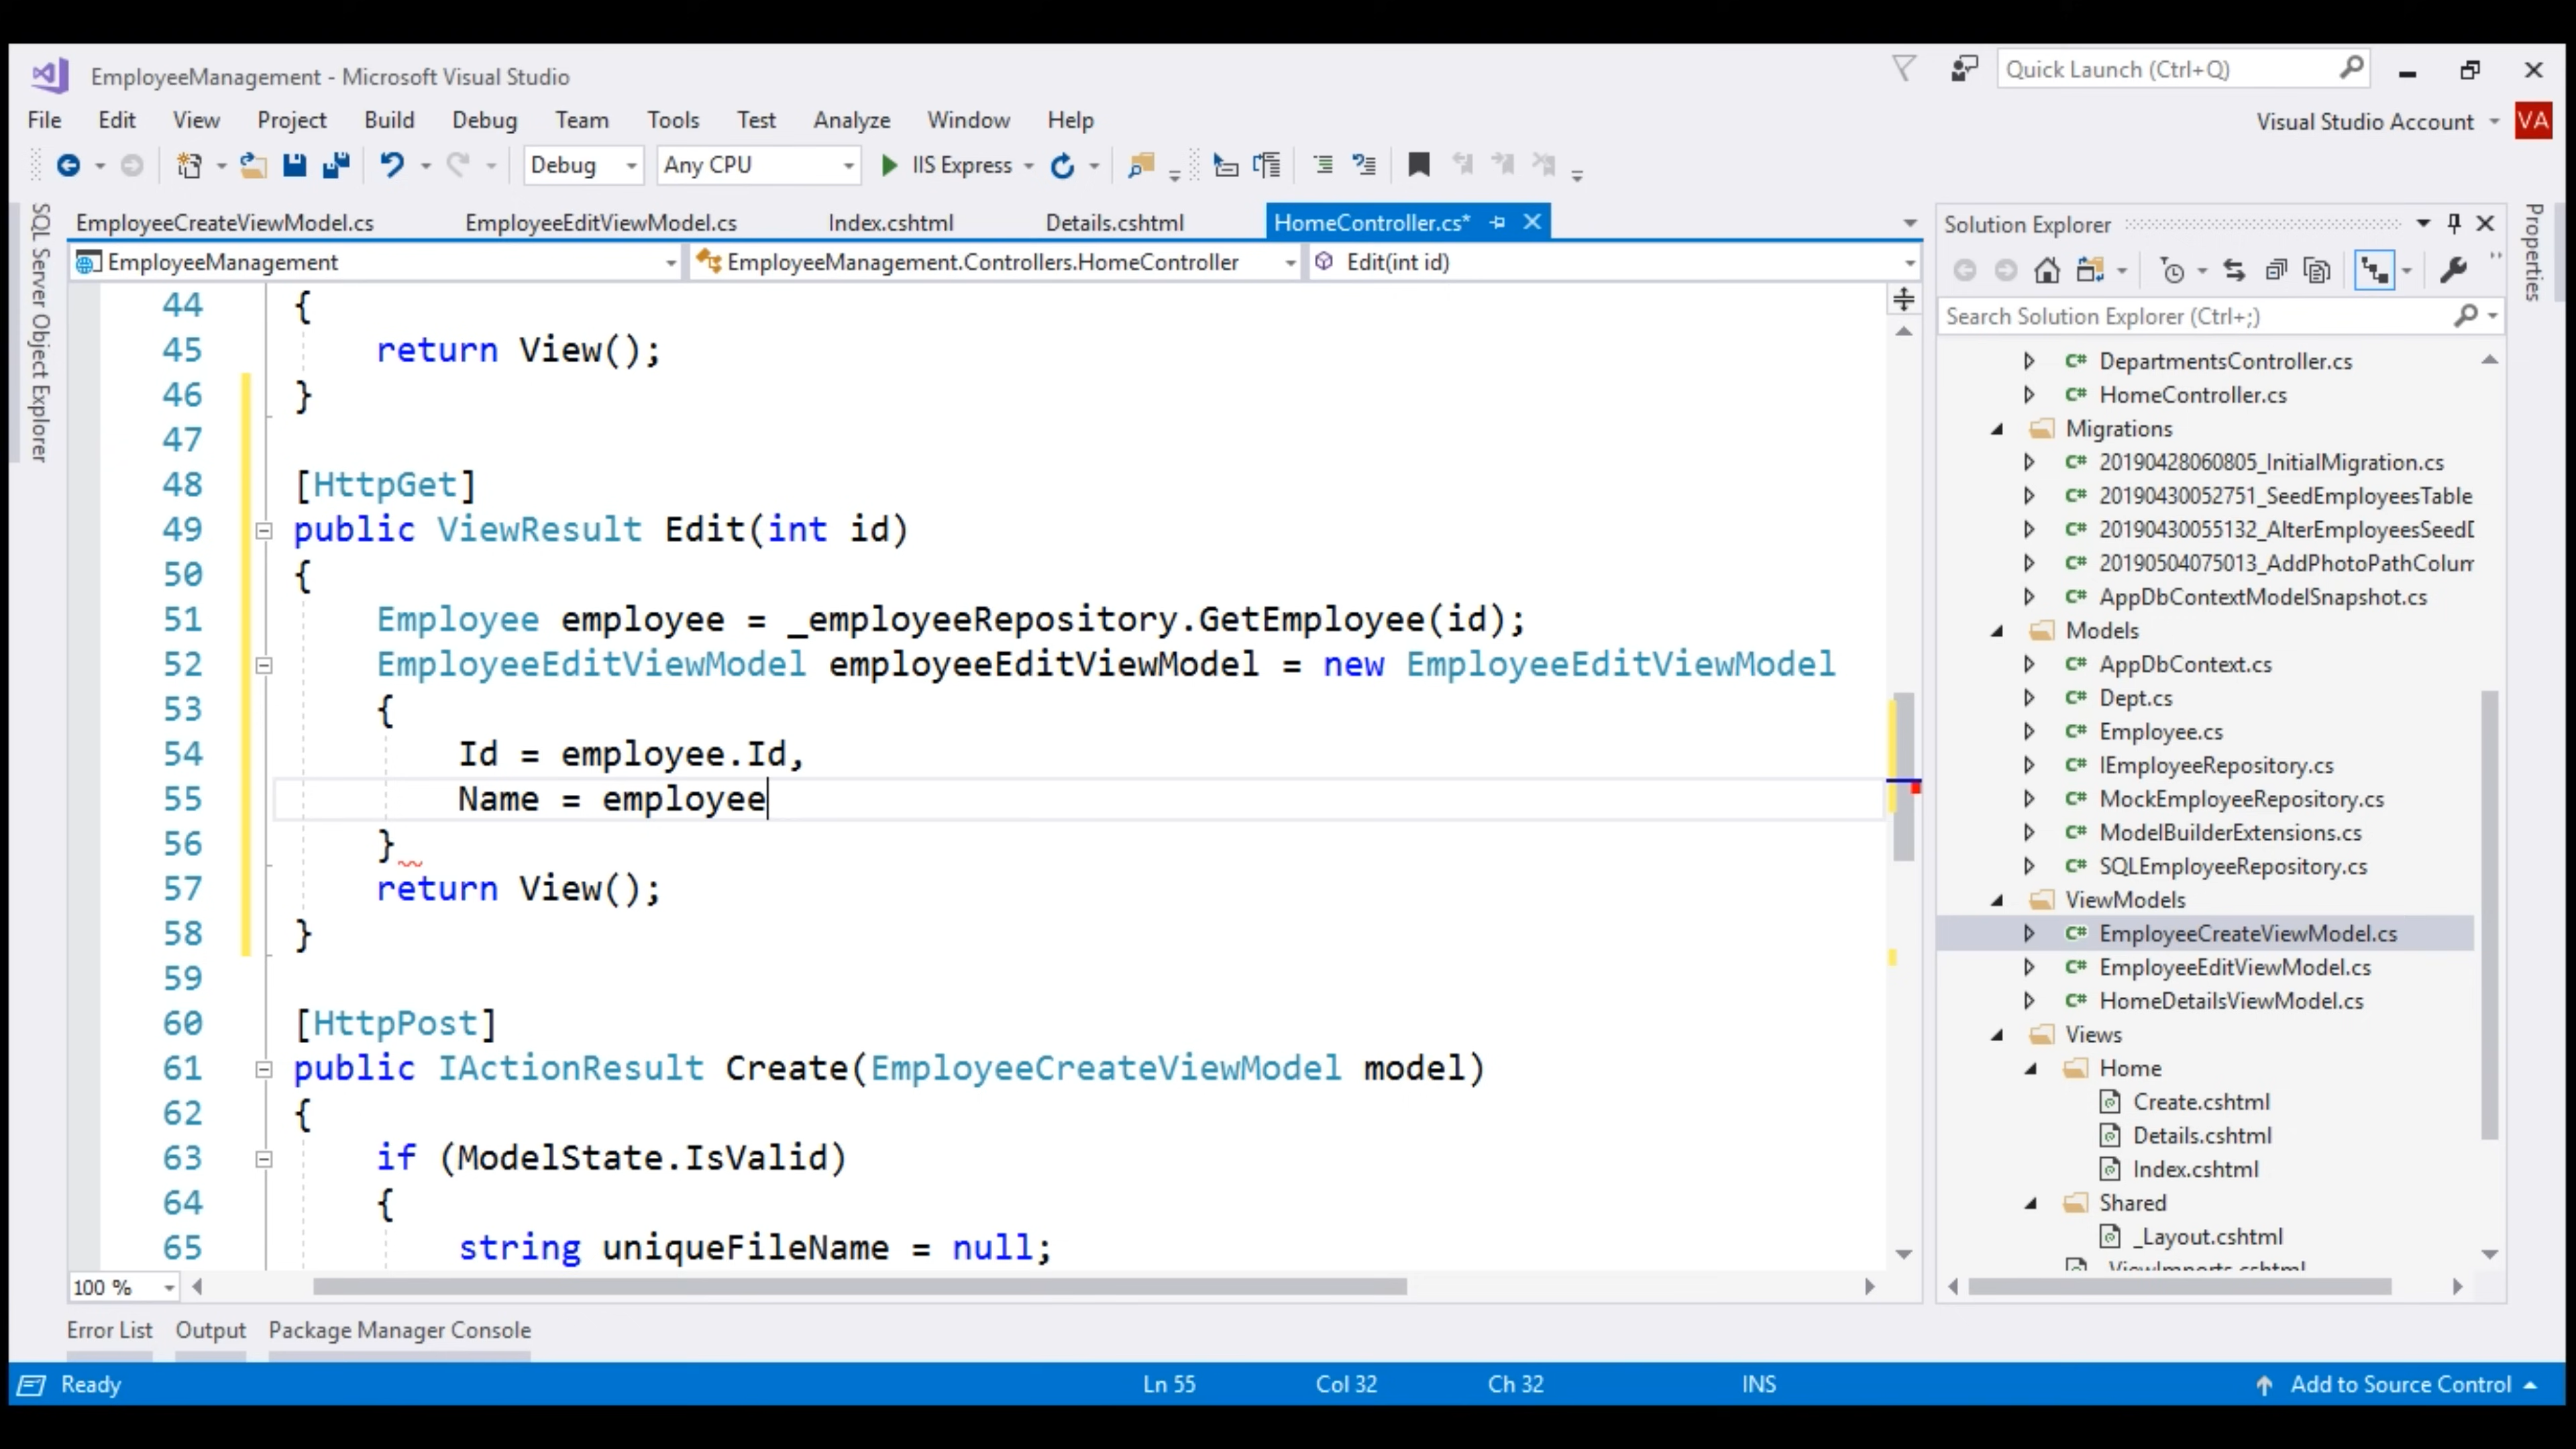 EmployeeManagement - Microsoft Visual Studio
Quick Launch (Ctrl+Q)
File Edit View Project Build Debug Team Tools Test Analyze Window Help
Visual Studio Account VA
Debug Any CPU IIS Express
EmployeeCreateViewModel.cs EmployeeEditViewModel.cs Index.cshtml Details.cshtml HomeController.cs*
EmployeeManagement EmployeeManagement.Controllers.HomeController Edit(int id)
SQL Server Object Explorer
44 {
45 return View();
46 }
47
48 [HttpGet]
49 public ViewResult Edit(int id)
50 {
51 Employee employee = _employeeRepository.GetEmployee(id);
52 EmployeeEditViewModel employeeEditViewModel = new EmployeeEditViewModel
53 {
54 Id = employee.Id,
55 Name = employee
56 }
57 return View();
58 }
59
60 [HttpPost]
61 public IActionResult Create(EmployeeCreateViewModel model)
62 {
63 if (ModelState.IsValid)
64 {
65 string uniqueFileName = null;
100 %
Solution Explorer
Search Solution Explorer (Ctrl+;)
C# DepartmentsController.cs
C# HomeController.cs
Migrations
C# 20190428060805_InitialMigration.cs
C# 20190430052751_SeedEmployeesTable
C# 20190430055132_AlterEmployeesSeedD
C# 20190504075013_AddPhotoPathColum
C# AppDbContextModelSnapshot.cs
Models
C# AppDbContext.cs
C# Dept.cs
C# Employee.cs
C# IEmployeeRepository.cs
C# MockEmployeeRepository.cs
C# ModelBuilderExtensions.cs
C# SQLEmployeeRepository.cs
ViewModels
C# EmployeeCreateViewModel.cs
C# EmployeeEditViewModel.cs
C# HomeDetailsViewModel.cs
Views
Home
Create.cshtml
Details.cshtml
Index.cshtml
Shared
_Layout.cshtml
_ViewImports.cshtml
Properties
Error List Output Package Manager Console
Ready Ln 55 Col 32 Ch 32 INS Add to Source Control